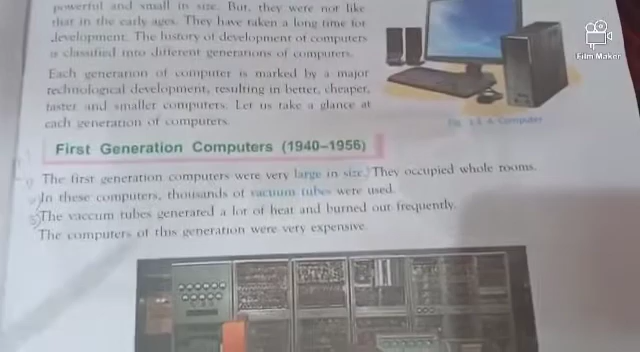 powerful and small in size. But, they were not like
that in the early ages. They have taken a long time for
development. The history of development of computers
is classified into different generations of computers.
Each generation of computer is marked by a major
technological development, resulting in better, cheaper,
faster and smaller computers. Let us take a glance at
each generation of computers.
Film Maker
Fig. 1.1 A Computer
First Generation Computers (1940-1956)
The first generation computers were very large in size. They occupied whole rooms.
In these computers, thousands of vacuum tubes were used.
The vaccum tubes generated a lot of heat and burned out frequently.
The computers of this generation were very expensive